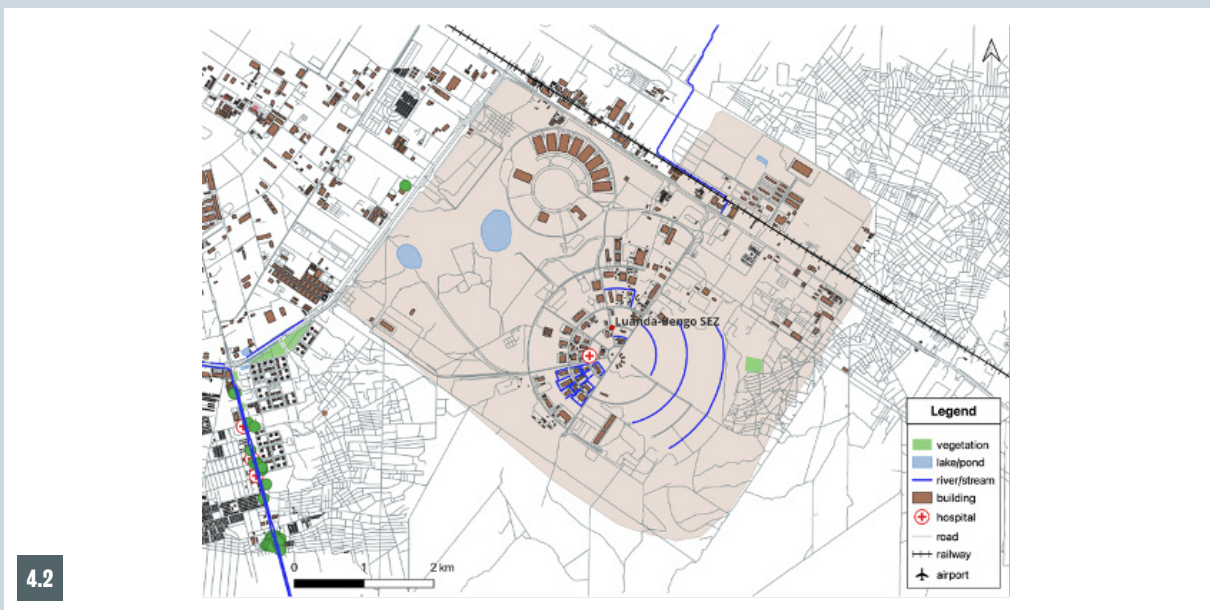 Luanda-Bengo SEZ
Legend
vegetation
lake/pond
river/stream
building
hospital
road
railway
airport
0 1 2 km
4.2